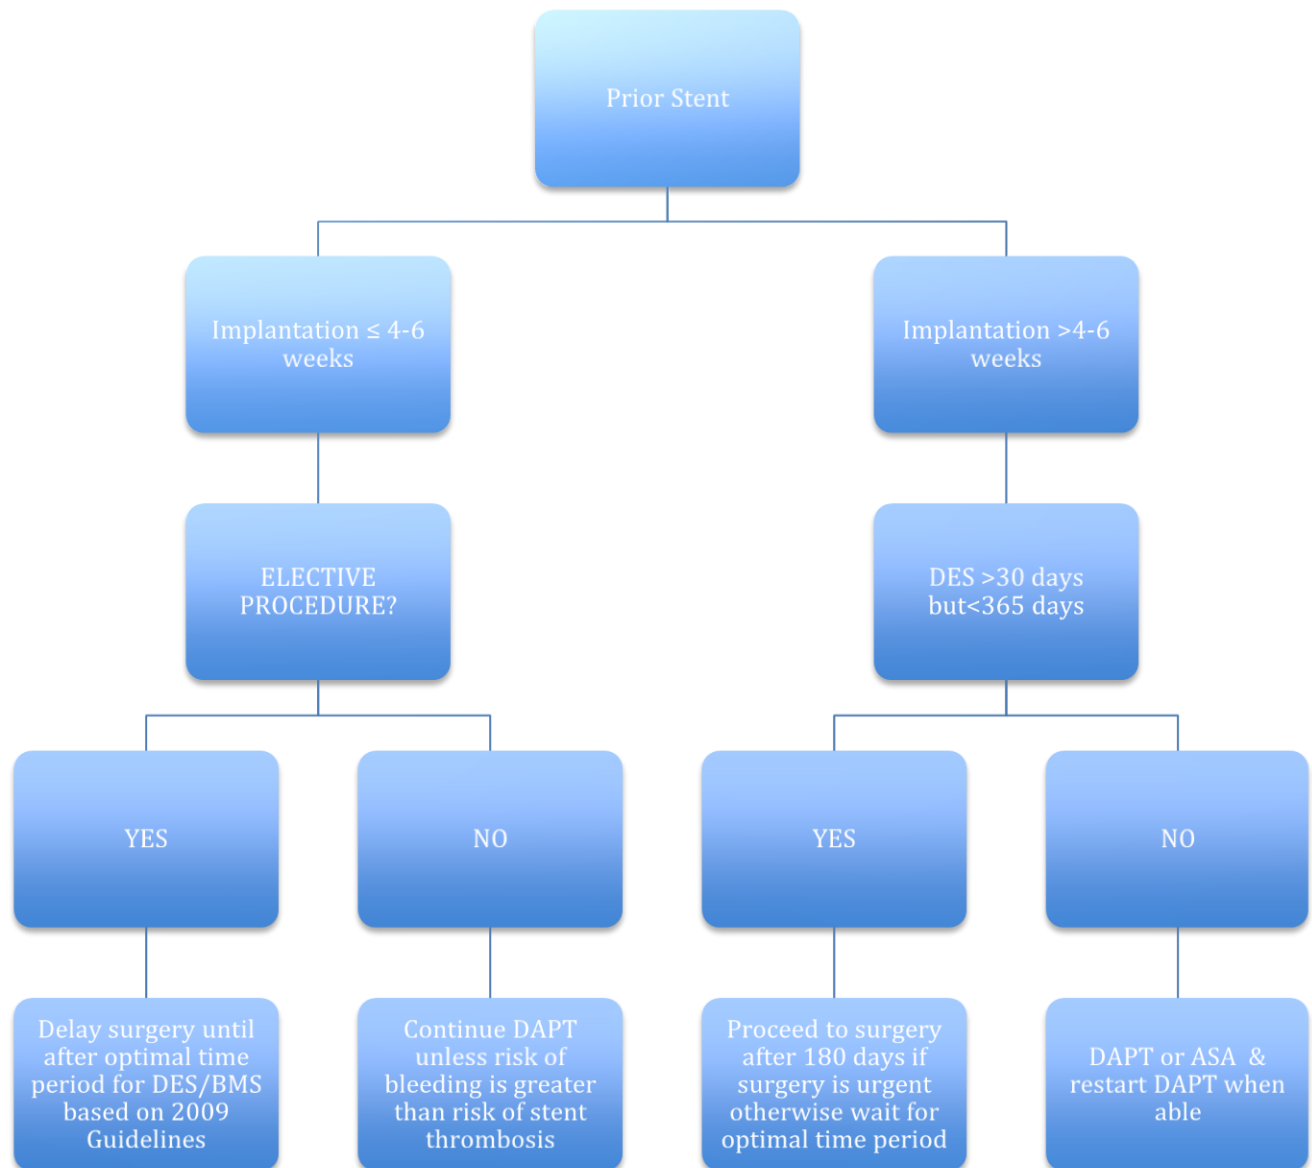 Prior Stent
Implantation ≤ 4-6
weeks
Implantation >4-6
weeks
ELECTIVE
PROCEDURE?
DES >30 days
but<365 days
YES
NO
YES
NO
Delay surgery until
after optimal time
period for DES/BMS
based on 2009
Guidelines
Continue DAPT
unless risk of
bleeding is greater
than risk of stent
thrombosis
Proceed to surgery
after 180 days if
surgery is urgent
otherwise wait for
optimal time period
DAPT or ASA &
restart DAPT when
able